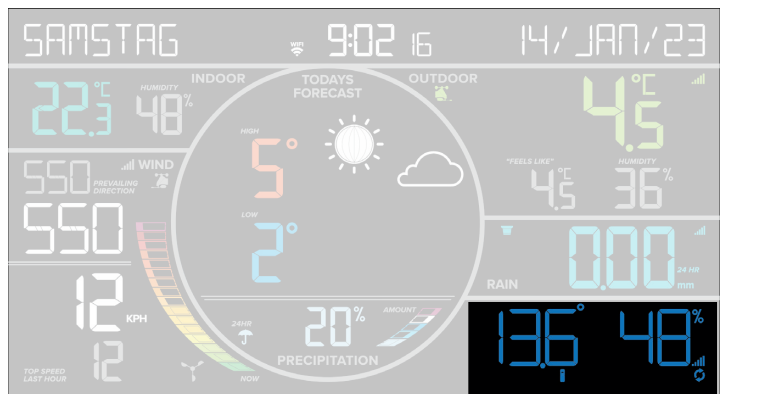 SAMSTAG WIFI 9:02 16 14/JAN/23
INDOOR TODAYS FORECAST OUTDOOR
22.3°C HUMIDITY 48%
4.5°C
HIGH 5°
LOW 2°
"FEELS LIKE" 4.5°C HUMIDITY 36%
WIND
550 PREVAILING DIRECTION
550
12 KPH
TOP SPEED LAST HOUR 12
NOW
RAIN 0.00 24 HR mm
24HR 20% AMOUNT
PRECIPITATION
13.6° 48%